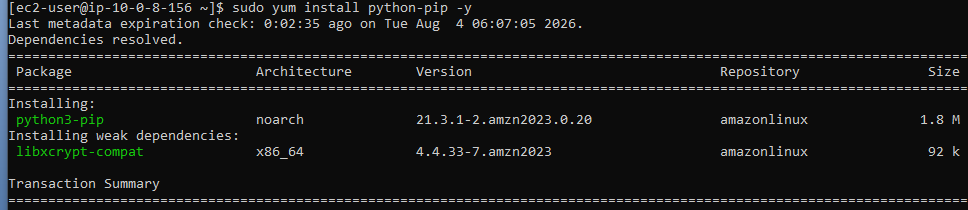 [ec2-user@ip-10-0-8-156 ~]$ sudo yum install python-pip -y
Last metadata expiration check: 0:02:35 ago on Tue Aug  4 06:07:05 2026.
Dependencies resolved.
================================================================================
Package Architecture Version Repository Size
================================================================================
Installing:
python3-pip noarch 21.3.1-2.amzn2023.0.20 amazonlinux 1.8 M
Installing weak dependencies:
libxcrypt-compat x86_64 4.4.33-7.amzn2023 amazonlinux 92 k
Transaction Summary
================================================================================